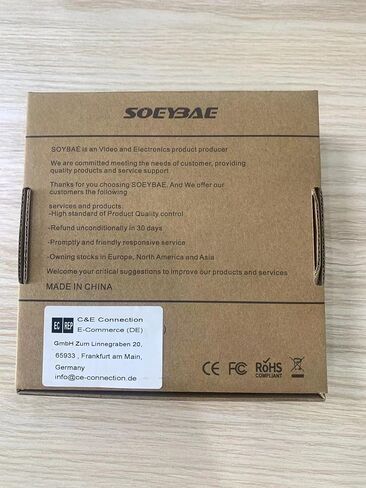 SOEYBAE
SOYBAE is an Video and Electronics product producer
We are committed meeting the needs of customer, providing
quality products and service support
Thanks for you choosing SOEYBAE. And We offer our
customers the following
services and products:
-High standard of Product Quality control
-Refund unconditionally in 30 days
-Promptly and friendly responsive service
-Owning stocks in Europe, North America and Asia
Welcome your critical suggestions to improve our products and services
MADE IN CHINA
EC REP
C&E Connection
E-Commerce (DE)
GmbH Zum Linnegraben 20,
65933 , Frankfurt am Main,
Germany
info@ce-connection.de
CE FC RoHS
COMPLIANT